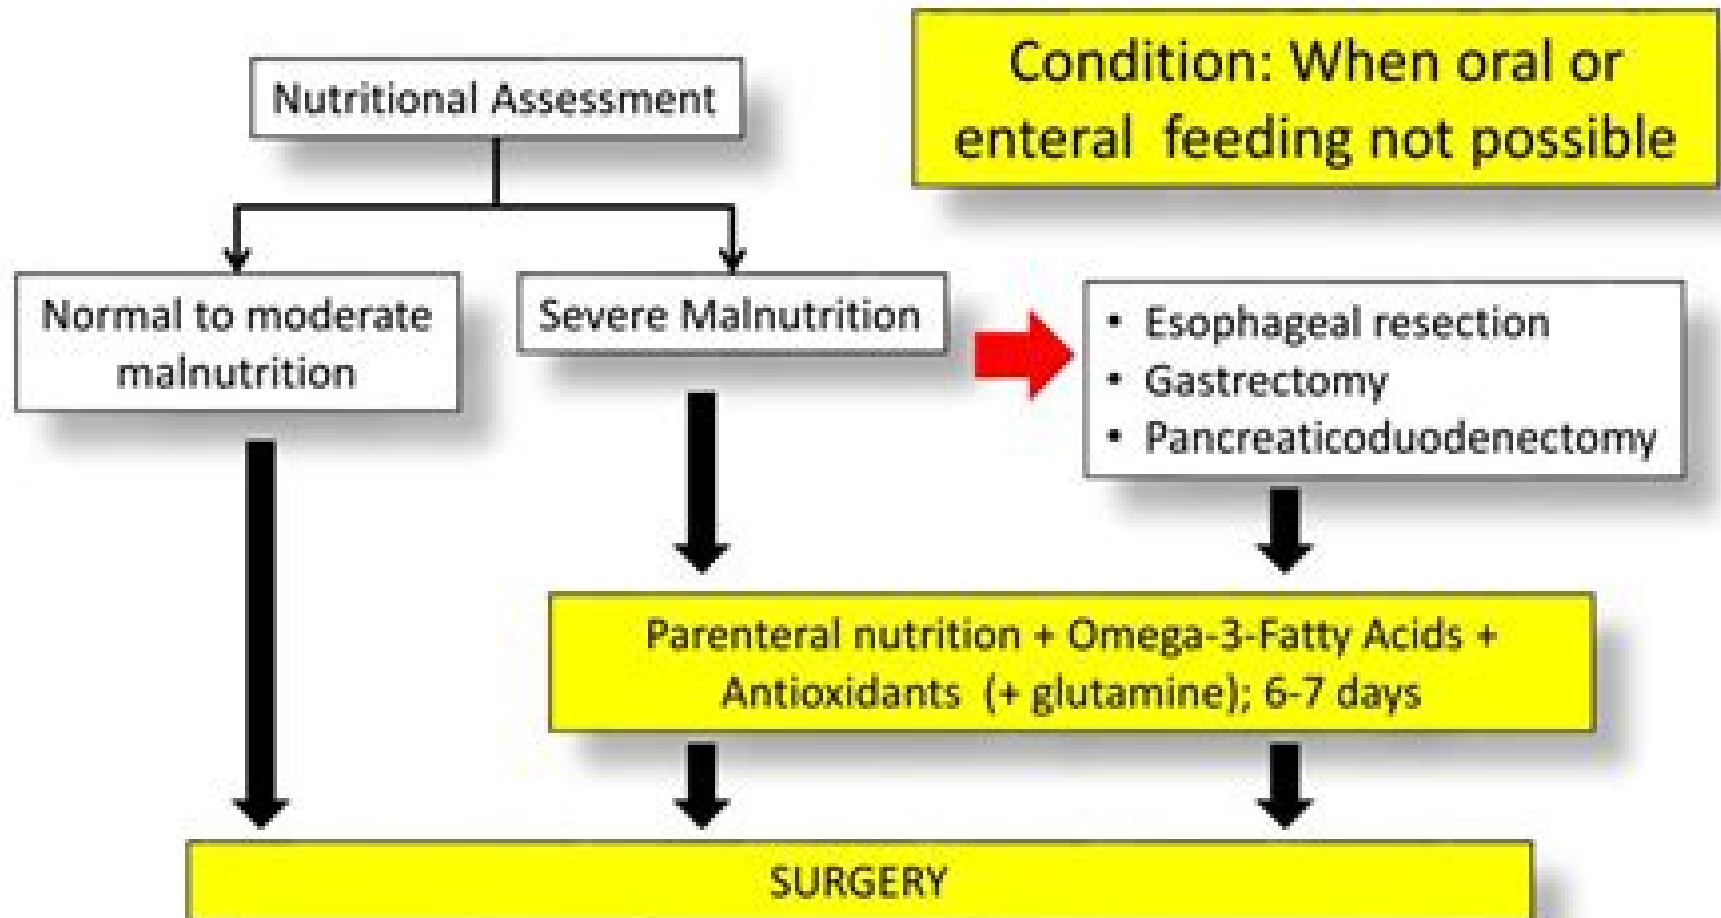 Nutritional Assessment
Condition: When oral or
enteral feeding not possible
Normal to moderate
malnutrition
Severe Malnutrition
• Esophageal resection
• Gastrectomy
• Pancreaticoduodenectomy
Parenteral nutrition + Omega-3-Fatty Acids +
Antioxidants (+ glutamine); 6-7 days
SURGERY